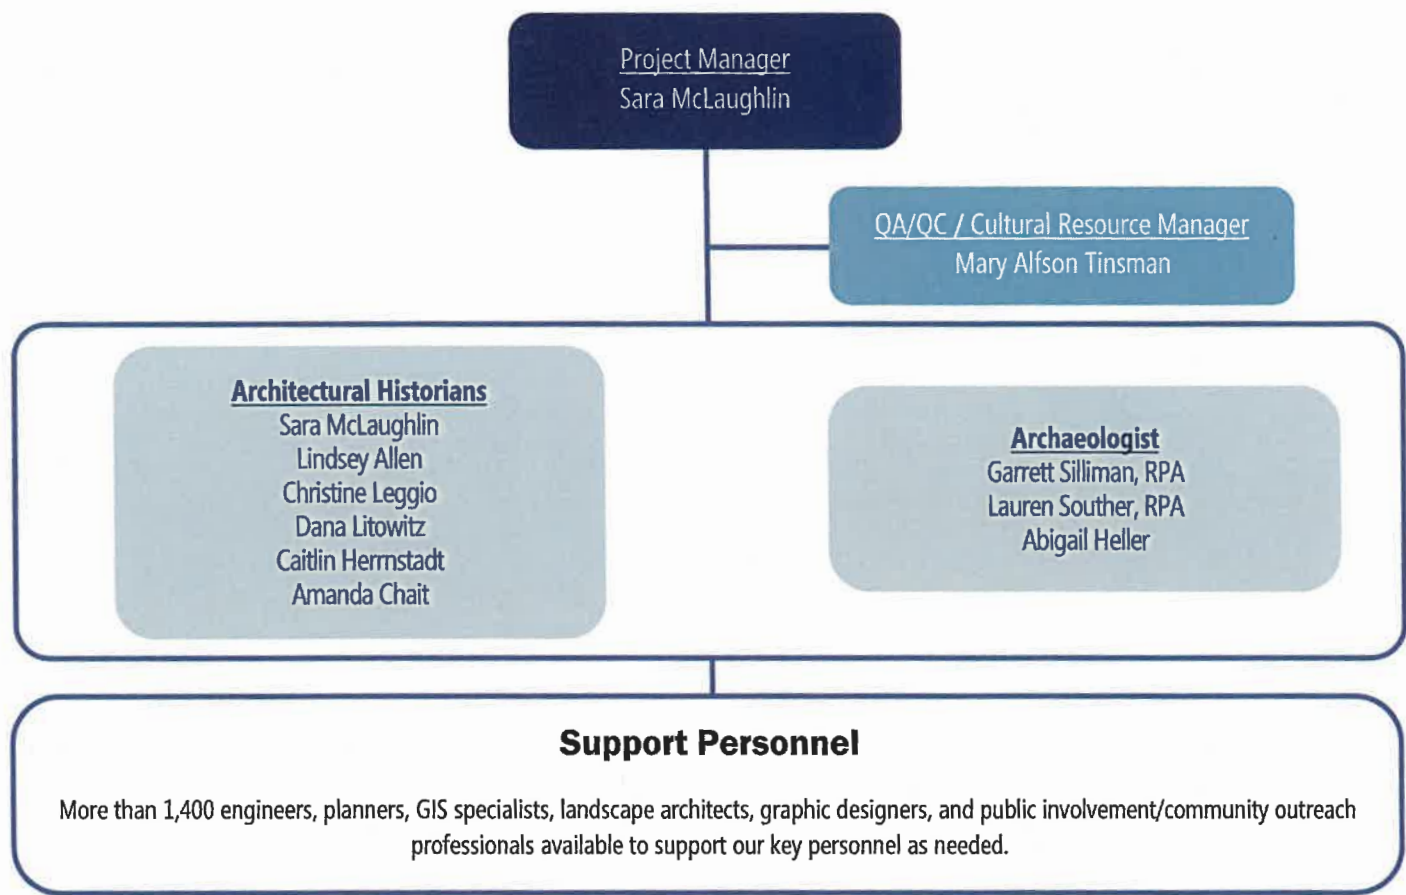 Project Manager
Sara McLaughlin
QA/QC / Cultural Resource Manager
Mary Alfson Tinsman
Architectural Historians
Sara McLaughlin
Lindsey Allen
Christine Leggio
Dana Litowitz
Caitlin Herrnstadt
Amanda Chait
Archaeologist
Garrett Silliman, RPA
Lauren Souther, RPA
Abigail Heller
Support Personnel
More than 1,400 engineers, planners, GIS specialists, landscape architects, graphic designers, and public involvement/community outreach
professionals available to support our key personnel as needed.